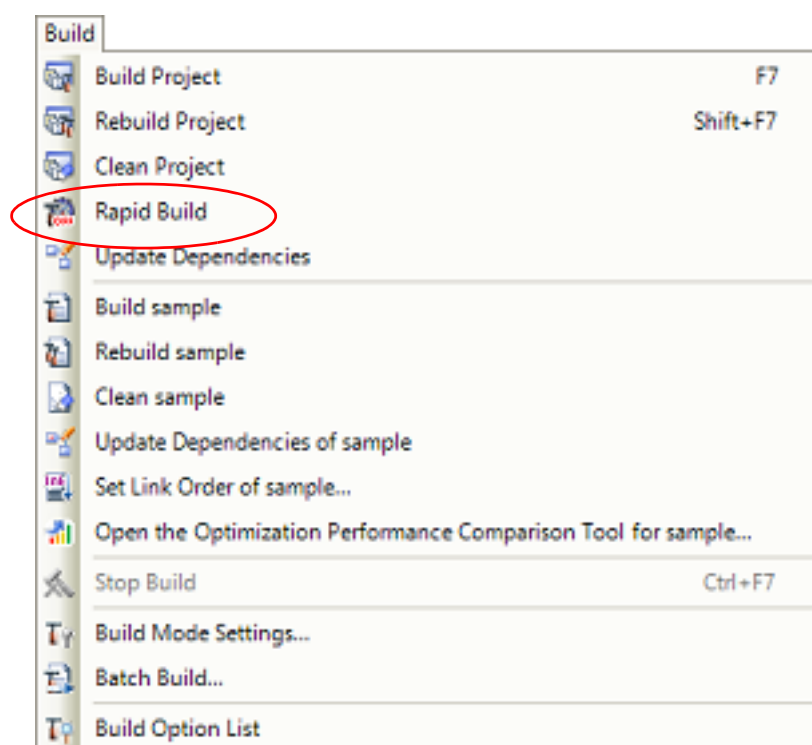 Build
Build Project F7
Rebuild Project Shift+F7
Clean Project
Rapid Build
Update Dependencies
Build sample
Rebuild sample
Clean sample
Update Dependencies of sample
Set Link Order of sample...
Open the Optimization Performance Comparison Tool for sample...
Stop Build Ctrl+F7
Build Mode Settings...
Batch Build...
Build Option List